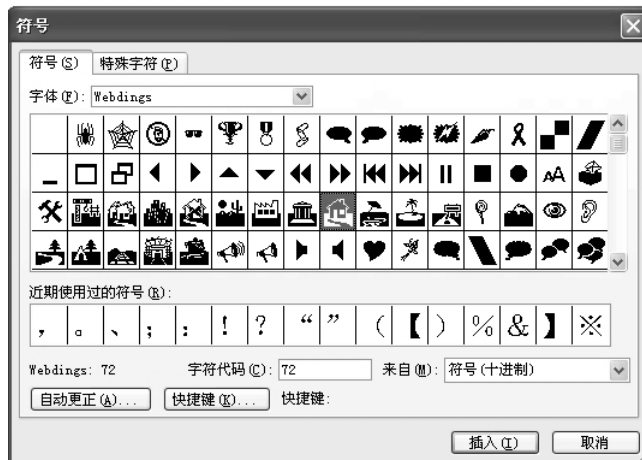 符号
符号(S) 特殊字符(P)
字体(F): Webdings
近期使用过的符号(R):
， 。 、 ； ： ！ ？ “ ” （ 【 ） % & 】 ※
Webdings: 72 字符代码(C): 72 来自(M): 符号(十进制)
自动更正(A)... 快捷键(K)... 快捷键:
插入(I) 取消